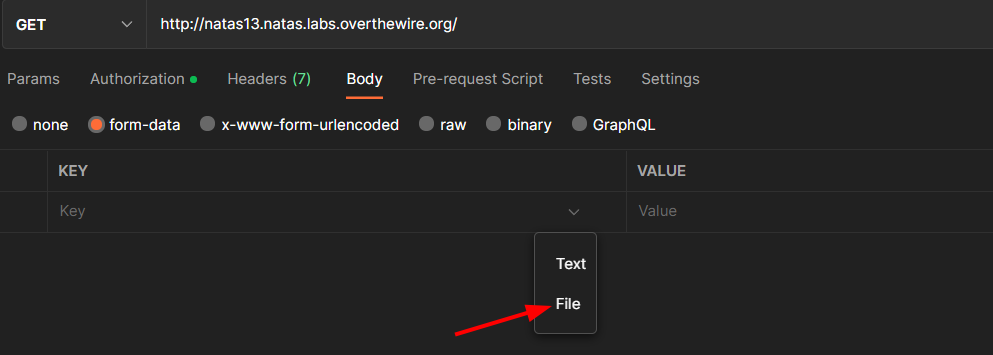 GET http://natas13.natas.labs.overthewire.org/
Params Authorization Headers (7) Body Pre-request Script Tests Settings
none form-data x-www-form-urlencoded raw binary GraphQL
KEY VALUE
Key Value
Text
File